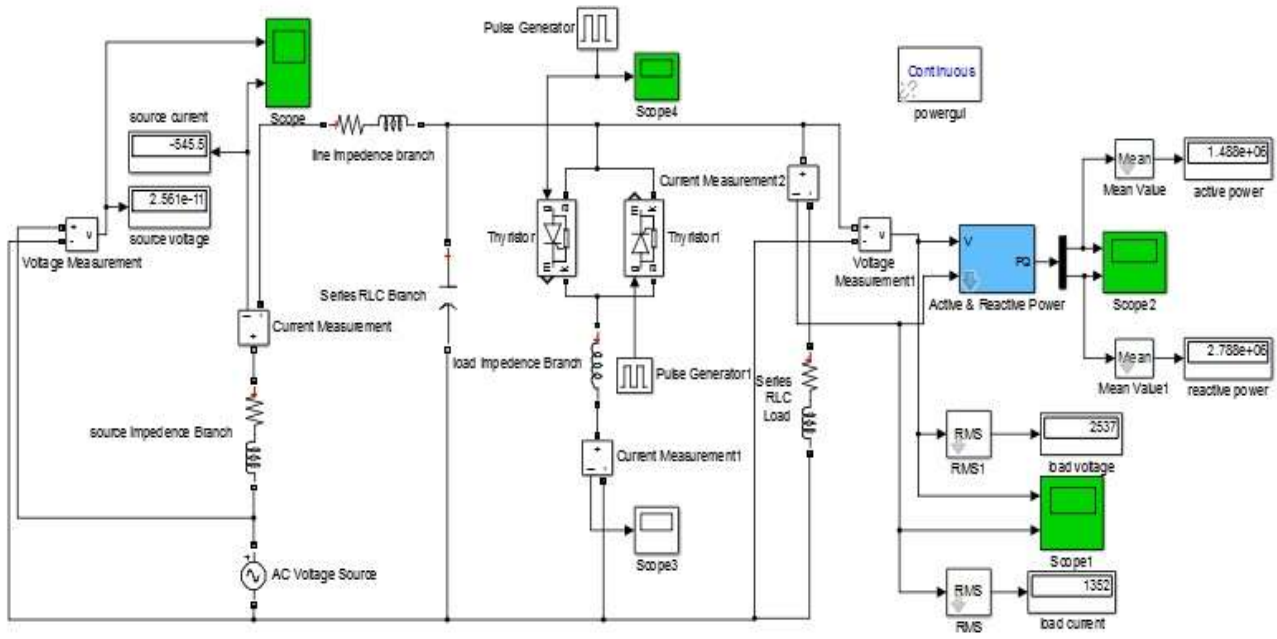 Pulse Generator
Continuous
powergui
Scope4
Scope
source current
-545.5
line Impedence branch
Mean
1.488e+06
Mean Value
active power
Current Measurement2
2.561e-11
source voltage
v
Voltage Measurement
g
a
m
k
Thyristor
Thyristor1
m
k
g
a
v
Voltage
Measurement1
V
PQ
Active & Reactive Power
Scope2
Series RLC Branch
Current Measurement
load Impedence Branch
Pulse Generator1
Series
RLC
Load
Mean
2.788e+06
Mean Value1
reactive power
source Impedence Branch
RMS
2537
RMS1
load voltage
Current Measurement1
Scope3
Scope1
AC Voltage Source
RMS
1352
RMS
load current